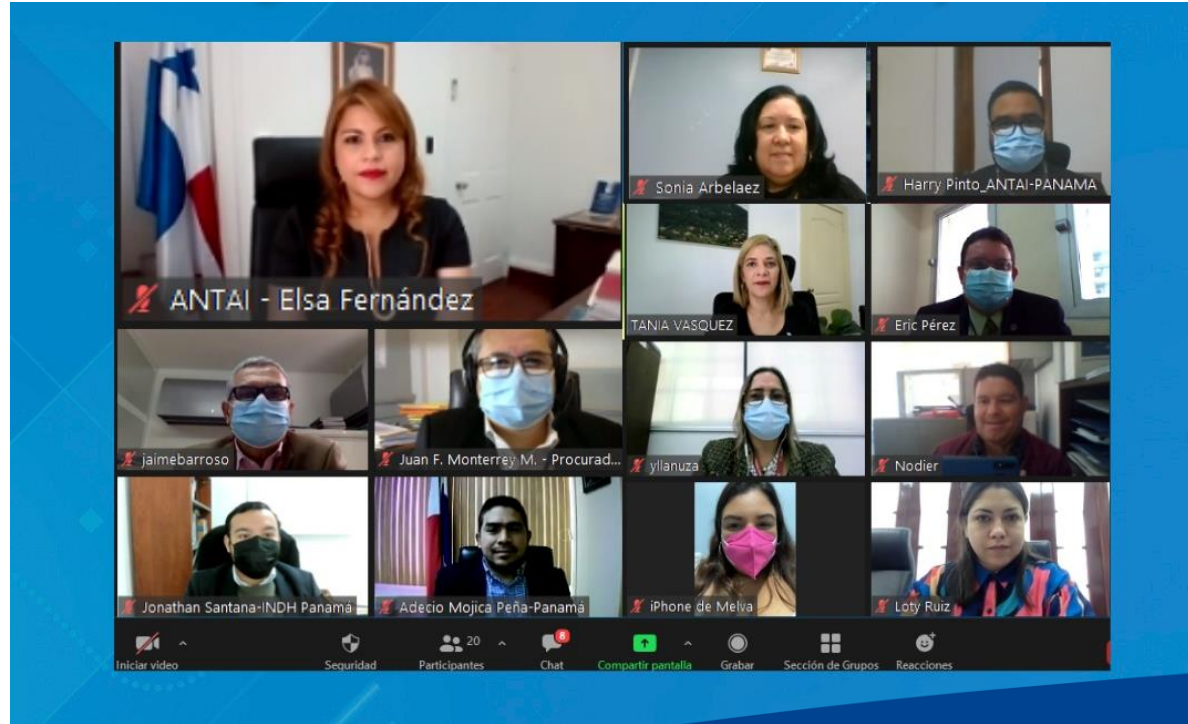 ANTAI - Elsa Fernández
Sonia Arbelaez
Harry Pinto_ANTAI-PANAMA
TANIA VASQUEZ
Eric Pérez
jaimebarroso
Juan F. Monterrey M. - Procurad...
yllanuza
Nodier
Jonathan Santana-INDH Panamá
Adecio Mojica Peña-Panamá
iPhone de Melva
Loty Ruiz
Iniciar video
Seguridad
20
Participantes
8
Chat
Compartir pantalla
Grabar
Sección de Grupos
Reacciones